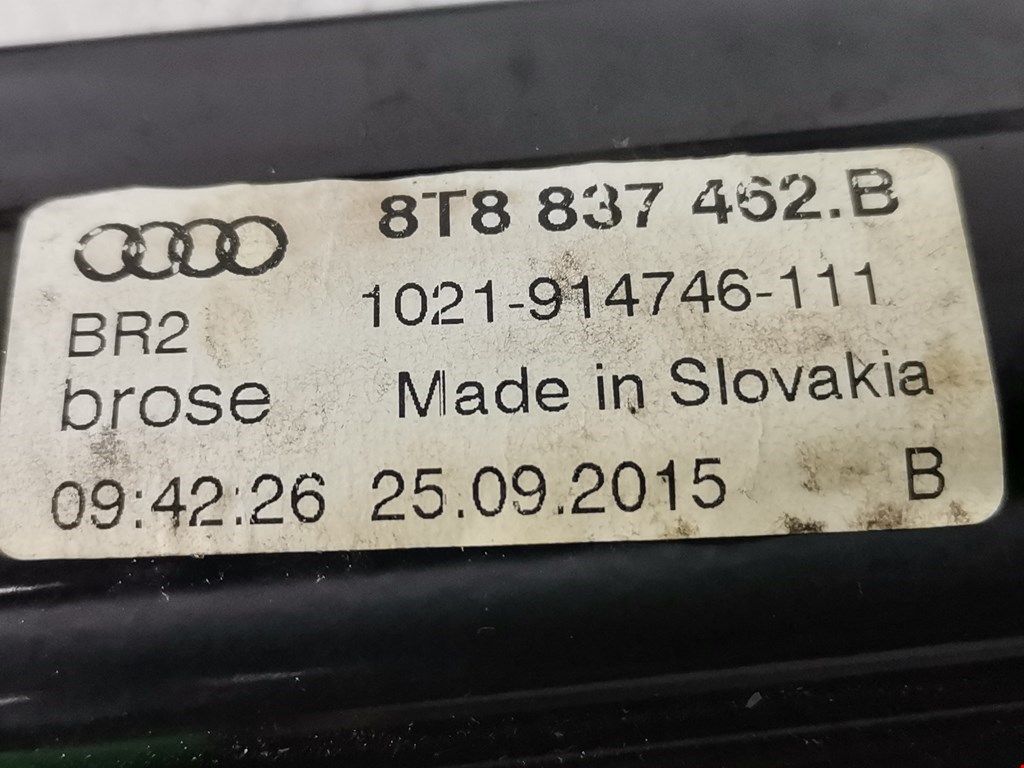 8T8 837 462.B
1021-914746-111
BR2
brose Made in Slovakia
09:42:26 25.09.2015 B